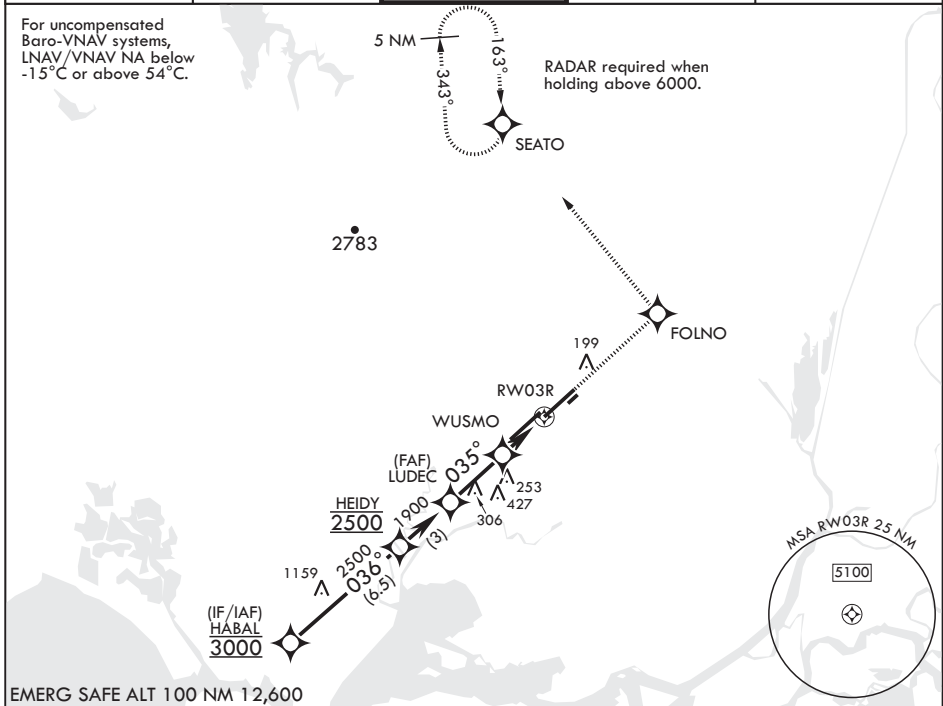 For uncompensated
Baro-VNAV systems,
LNAV/VNAV NA below
-15°C or above 54°C.
5 NM
343°
163°
RADAR required when
holding above 6000.
SEATO
2783
FOLNO
199
RW03R
WUSMO
(FAF)
LUDEC
035°
253
427
306
HEIDY
2500
1900
(3)
2500
036°
(6.5)
1159
(IF/IAF)
HABAL
3000
MSA RW03R 25 NM
5100
EMERG SAFE ALT 100 NM 12,600